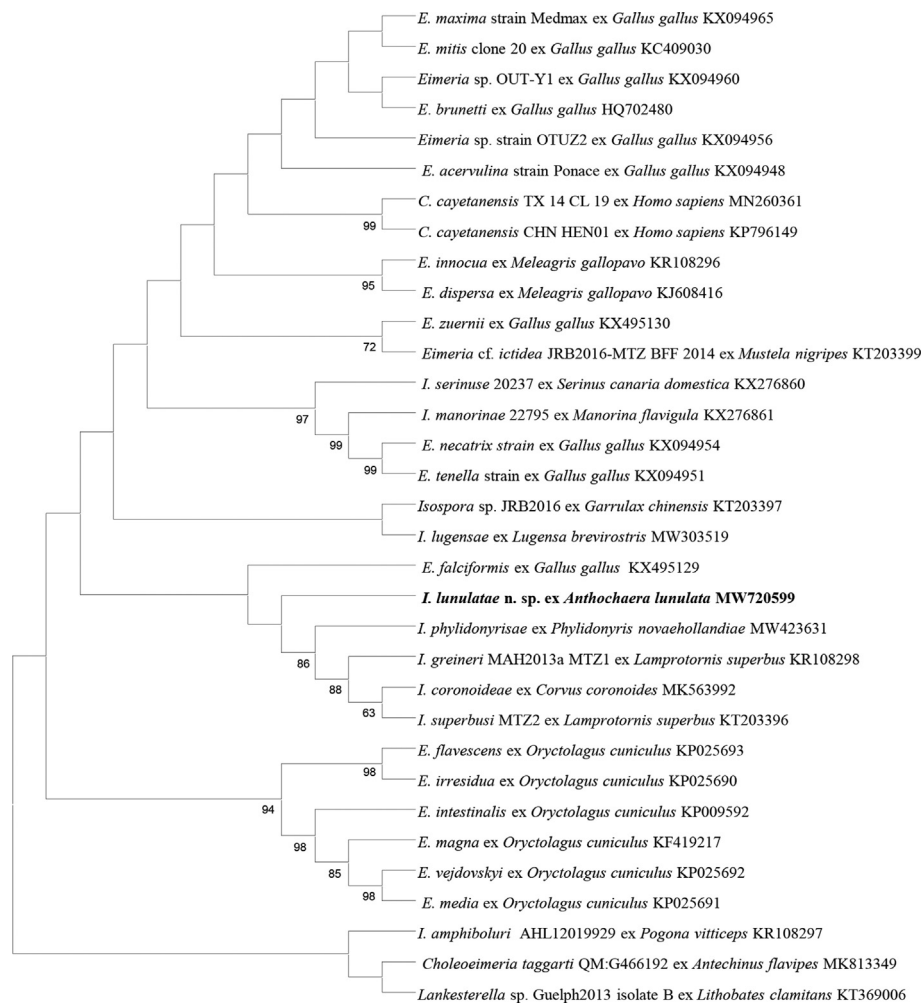 E. maxima strain Medmax ex Gallus gallus KX094965
E. mitis clone 20 ex Gallus gallus KC409030
Eimeria sp. OUT-Y1 ex Gallus gallus KX094960
E. brunetti ex Gallus gallus HQ702480
Eimeria sp. strain OTUZ2 ex Gallus gallus KX094956
E. acervulina strain Ponace ex Gallus gallus KX094948
C. cayetanensis TX 14 CL 19 ex Homo sapiens MN260361
99
C. cayetanensis CHN HEN01 ex Homo sapiens KP796149
E. innocua ex Meleagris gallopavo KR108296
95
E. dispersa ex Meleagris gallopavo KJ608416
E. zuernii ex Gallus gallus KX495130
72
Eimeria cf. ictidea JRB2016-MTZ BFF 2014 ex Mustela nigripes KT203399
I. serinuse 20237 ex Serinus canaria domestica KX276860
97
I. manorinae 22795 ex Manorina flavigula KX276861
99
E. necatrix strain ex Gallus gallus KX094954
99
E. tenella strain ex Gallus gallus KX094951
Isospora sp. JRB2016 ex Garrulax chinensis KT203397
I. lugensae ex Lugensa brevirostris MW303519
E. falciformis ex Gallus gallus KX495129
I. lunulatae n. sp. ex Anthochaera lunulata MW720599
I. phylidonyrisae ex Phylidonyris novaehollandiae MW423631
86
I. greineri MAH2013a MTZ1 ex Lamprotornis superbus KR108298
88
I. coronoideae ex Corvus coronoides MK563992
63
I. superbusi MTZ2 ex Lamprotornis superbus KT203396
E. flavescens ex Oryctolagus cuniculus KP025693
98
E. irresidua ex Oryctolagus cuniculus KP025690
94
E. intestinalis ex Oryctolagus cuniculus KP009592
98
E. magna ex Oryctolagus cuniculus KF419217
85
E. vejdovskyi ex Oryctolagus cuniculus KP025692
98
E. media ex Oryctolagus cuniculus KP025691
I. amphiboluri AHL12019929 ex Pogona vitticeps KR108297
Choleoeimeria taggarti QM:G466192 ex Antechinus flavipes MK813349
Lankesterella sp. Guelph2013 isolate B ex Lithobates clamitans KT369006